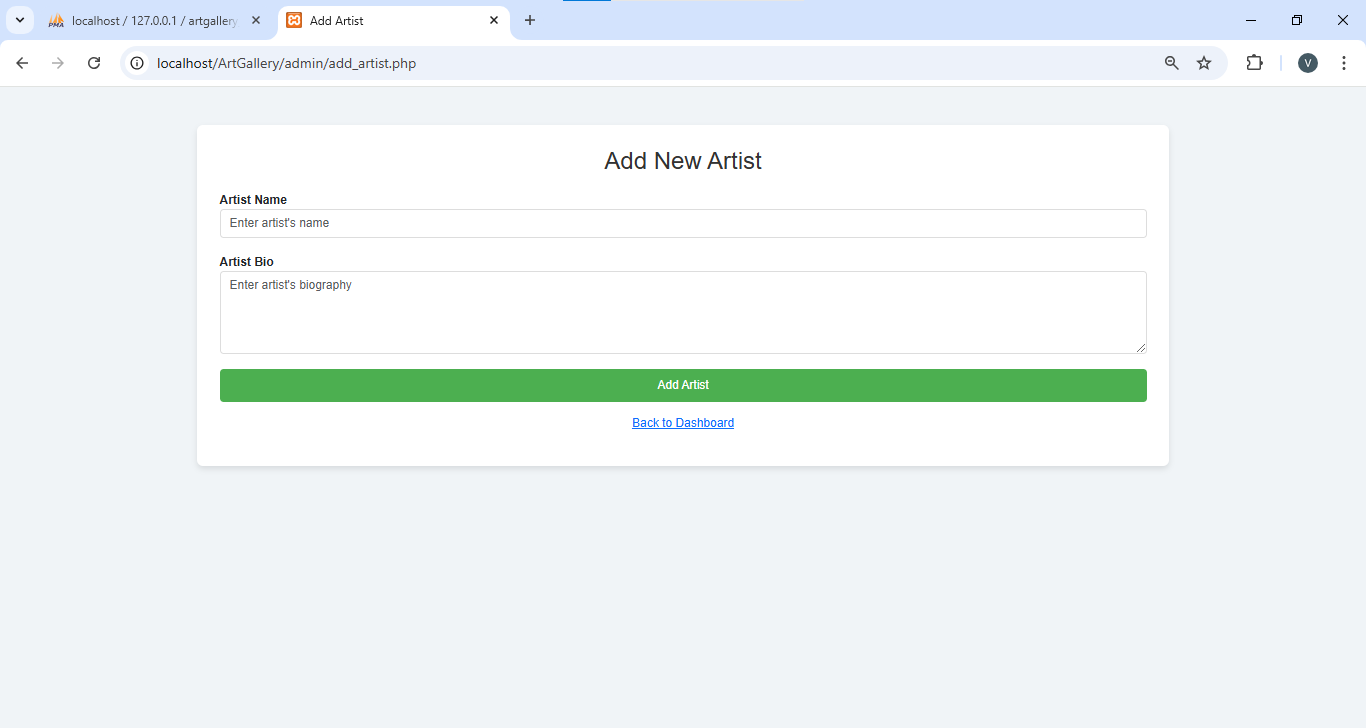 localhost / 127.0.0.1 / artgallery
Add Artist
localhost/ArtGallery/admin/add_artist.php
V
Add New Artist
Artist Name
Enter artist's name
Artist Bio
Enter artist's biography
Add Artist
Back to Dashboard